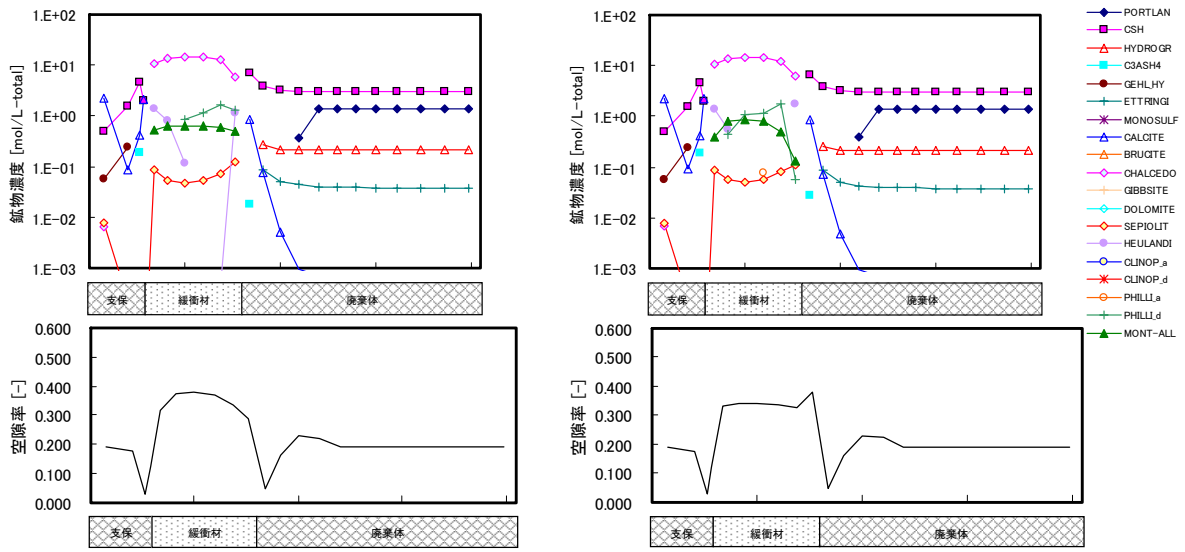 1.E+02
1.E+01
1.E+00
1.E-01
1.E-02
1.E-03
鉱物濃度 [mol//L-total]
支保
緩衝材
廃棄体
0.600
0.500
0.400
0.300
0.200
0.100
0.000
空隙率 [-]
支保
緩衝材
廃棄体
1.E+02
1.E+01
1.E+00
1.E-01
1.E-02
1.E-03
鉱物濃度 [mol//L-total]
支保
緩衝材
廃棄体
0.600
0.500
0.400
0.300
0.200
0.100
0.000
空隙率 [-]
支保
緩衝材
廃棄体
PORTLAN
CSH
HYDROGR
C3ASH4
GEHL_HY
ETTRINGI
MONOSULF
CALCITE
BRUCITE
CHALCEDO
GIBBSITE
DOLOMITE
SEPIOLIT
HEULANDI
CLINOP_a
CLINOP_d
PHILLI_a
PHILLI_d
MONT-ALL